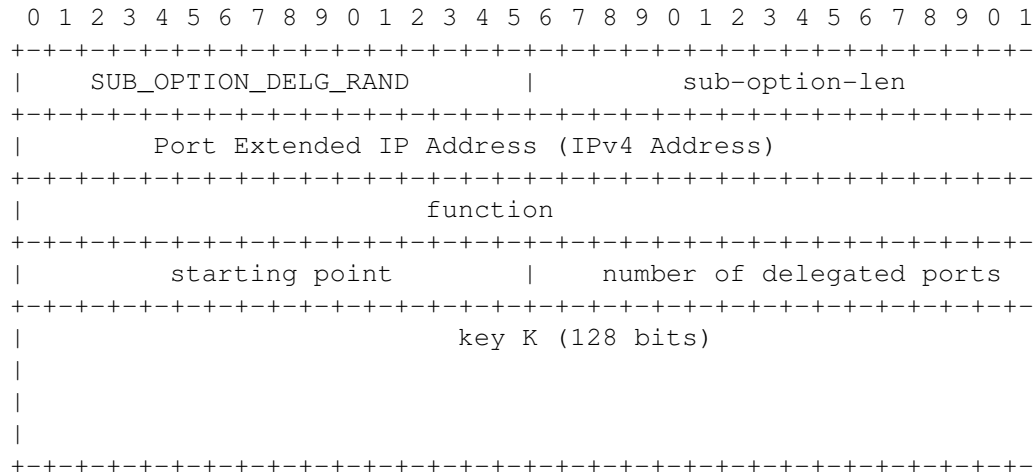 0 1 2 3 4 5 6 7 8 9 0 1 2 3 4 5 6 7 8 9 0 1 2 3 4 5 6 7 8 9 0 1
+-+-+-+-+-+-+-+-+-+-+-+-+-+-+-+-+-+-+-+-+-+-+-+-+-+-+-+-+-+-+-+-
|    SUB_OPTION_DELG_RAND       |         sub-option-len
+-+-+-+-+-+-+-+-+-+-+-+-+-+-+-+-+-+-+-+-+-+-+-+-+-+-+-+-+-+-+-+-
|        Port Extended IP Address (IPv4 Address)
+-+-+-+-+-+-+-+-+-+-+-+-+-+-+-+-+-+-+-+-+-+-+-+-+-+-+-+-+-+-+-+-
|                         function
+-+-+-+-+-+-+-+-+-+-+-+-+-+-+-+-+-+-+-+-+-+-+-+-+-+-+-+-+-+-+-+-
|         starting point        |    number of delegated ports
+-+-+-+-+-+-+-+-+-+-+-+-+-+-+-+-+-+-+-+-+-+-+-+-+-+-+-+-+-+-+-+-
|                           key K (128 bits)
|
|
|
+-+-+-+-+-+-+-+-+-+-+-+-+-+-+-+-+-+-+-+-+-+-+-+-+-+-+-+-+-+-+-+-